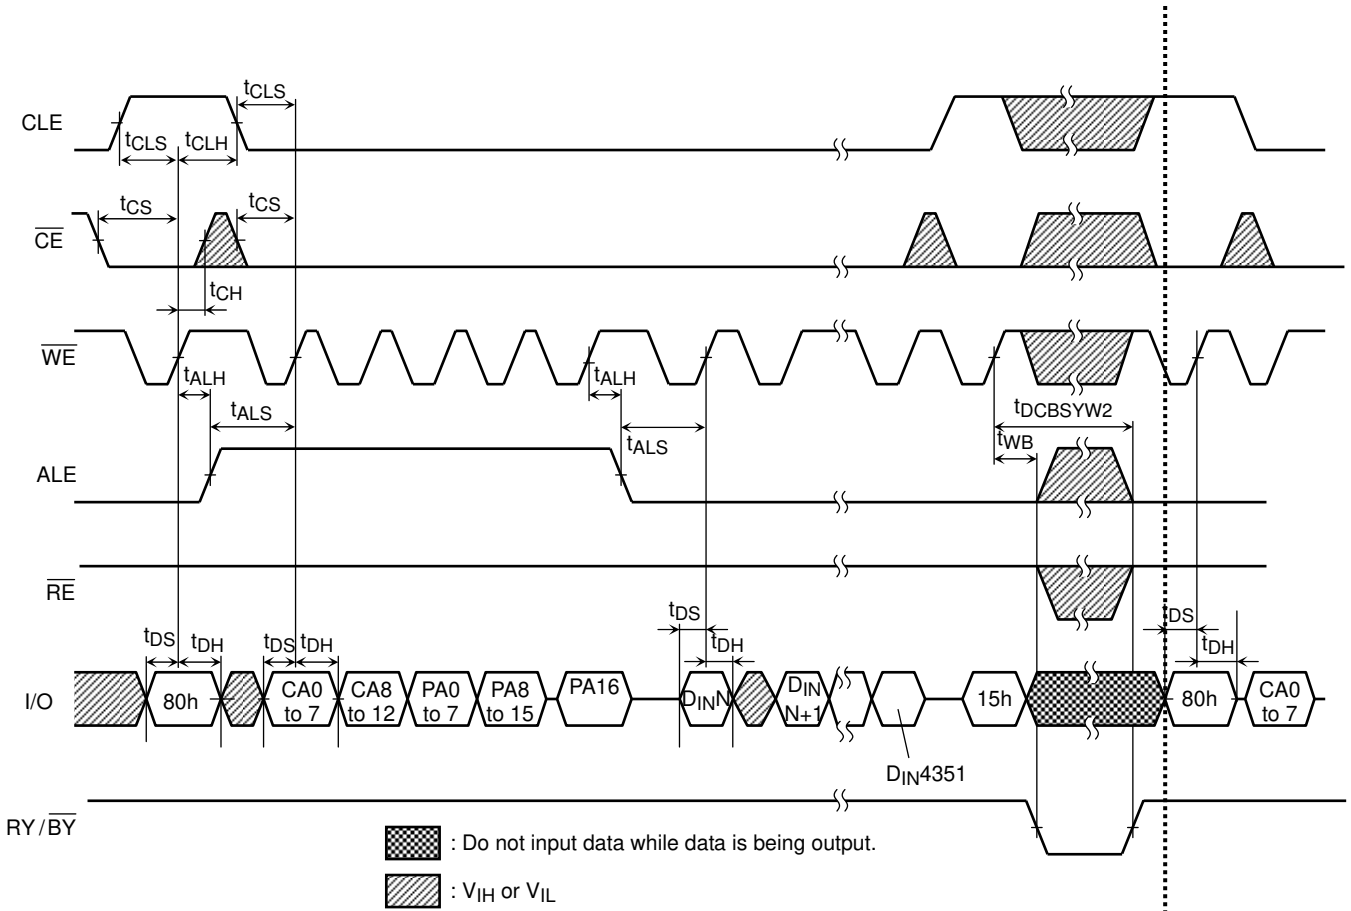 tCLS
CLE
tCLS
tCLH
tCS
tCS
CE
tCH
WE
tALH
tALH
tALS
tDCBSYW2
tALS
tWB
ALE
RE
tDS
tDH
tDS
tDH
tDS
tDH
DS
tDH
I/O
80h
CA0
to 7
CA8
to 12
PA0
to 7
PA8
to 15
PA16
DINN
DIN
N+1
15h
80h
CA0
to 7
DIN4351
RY / BY
: Do not input data while data is being output.
: VIH or VIL